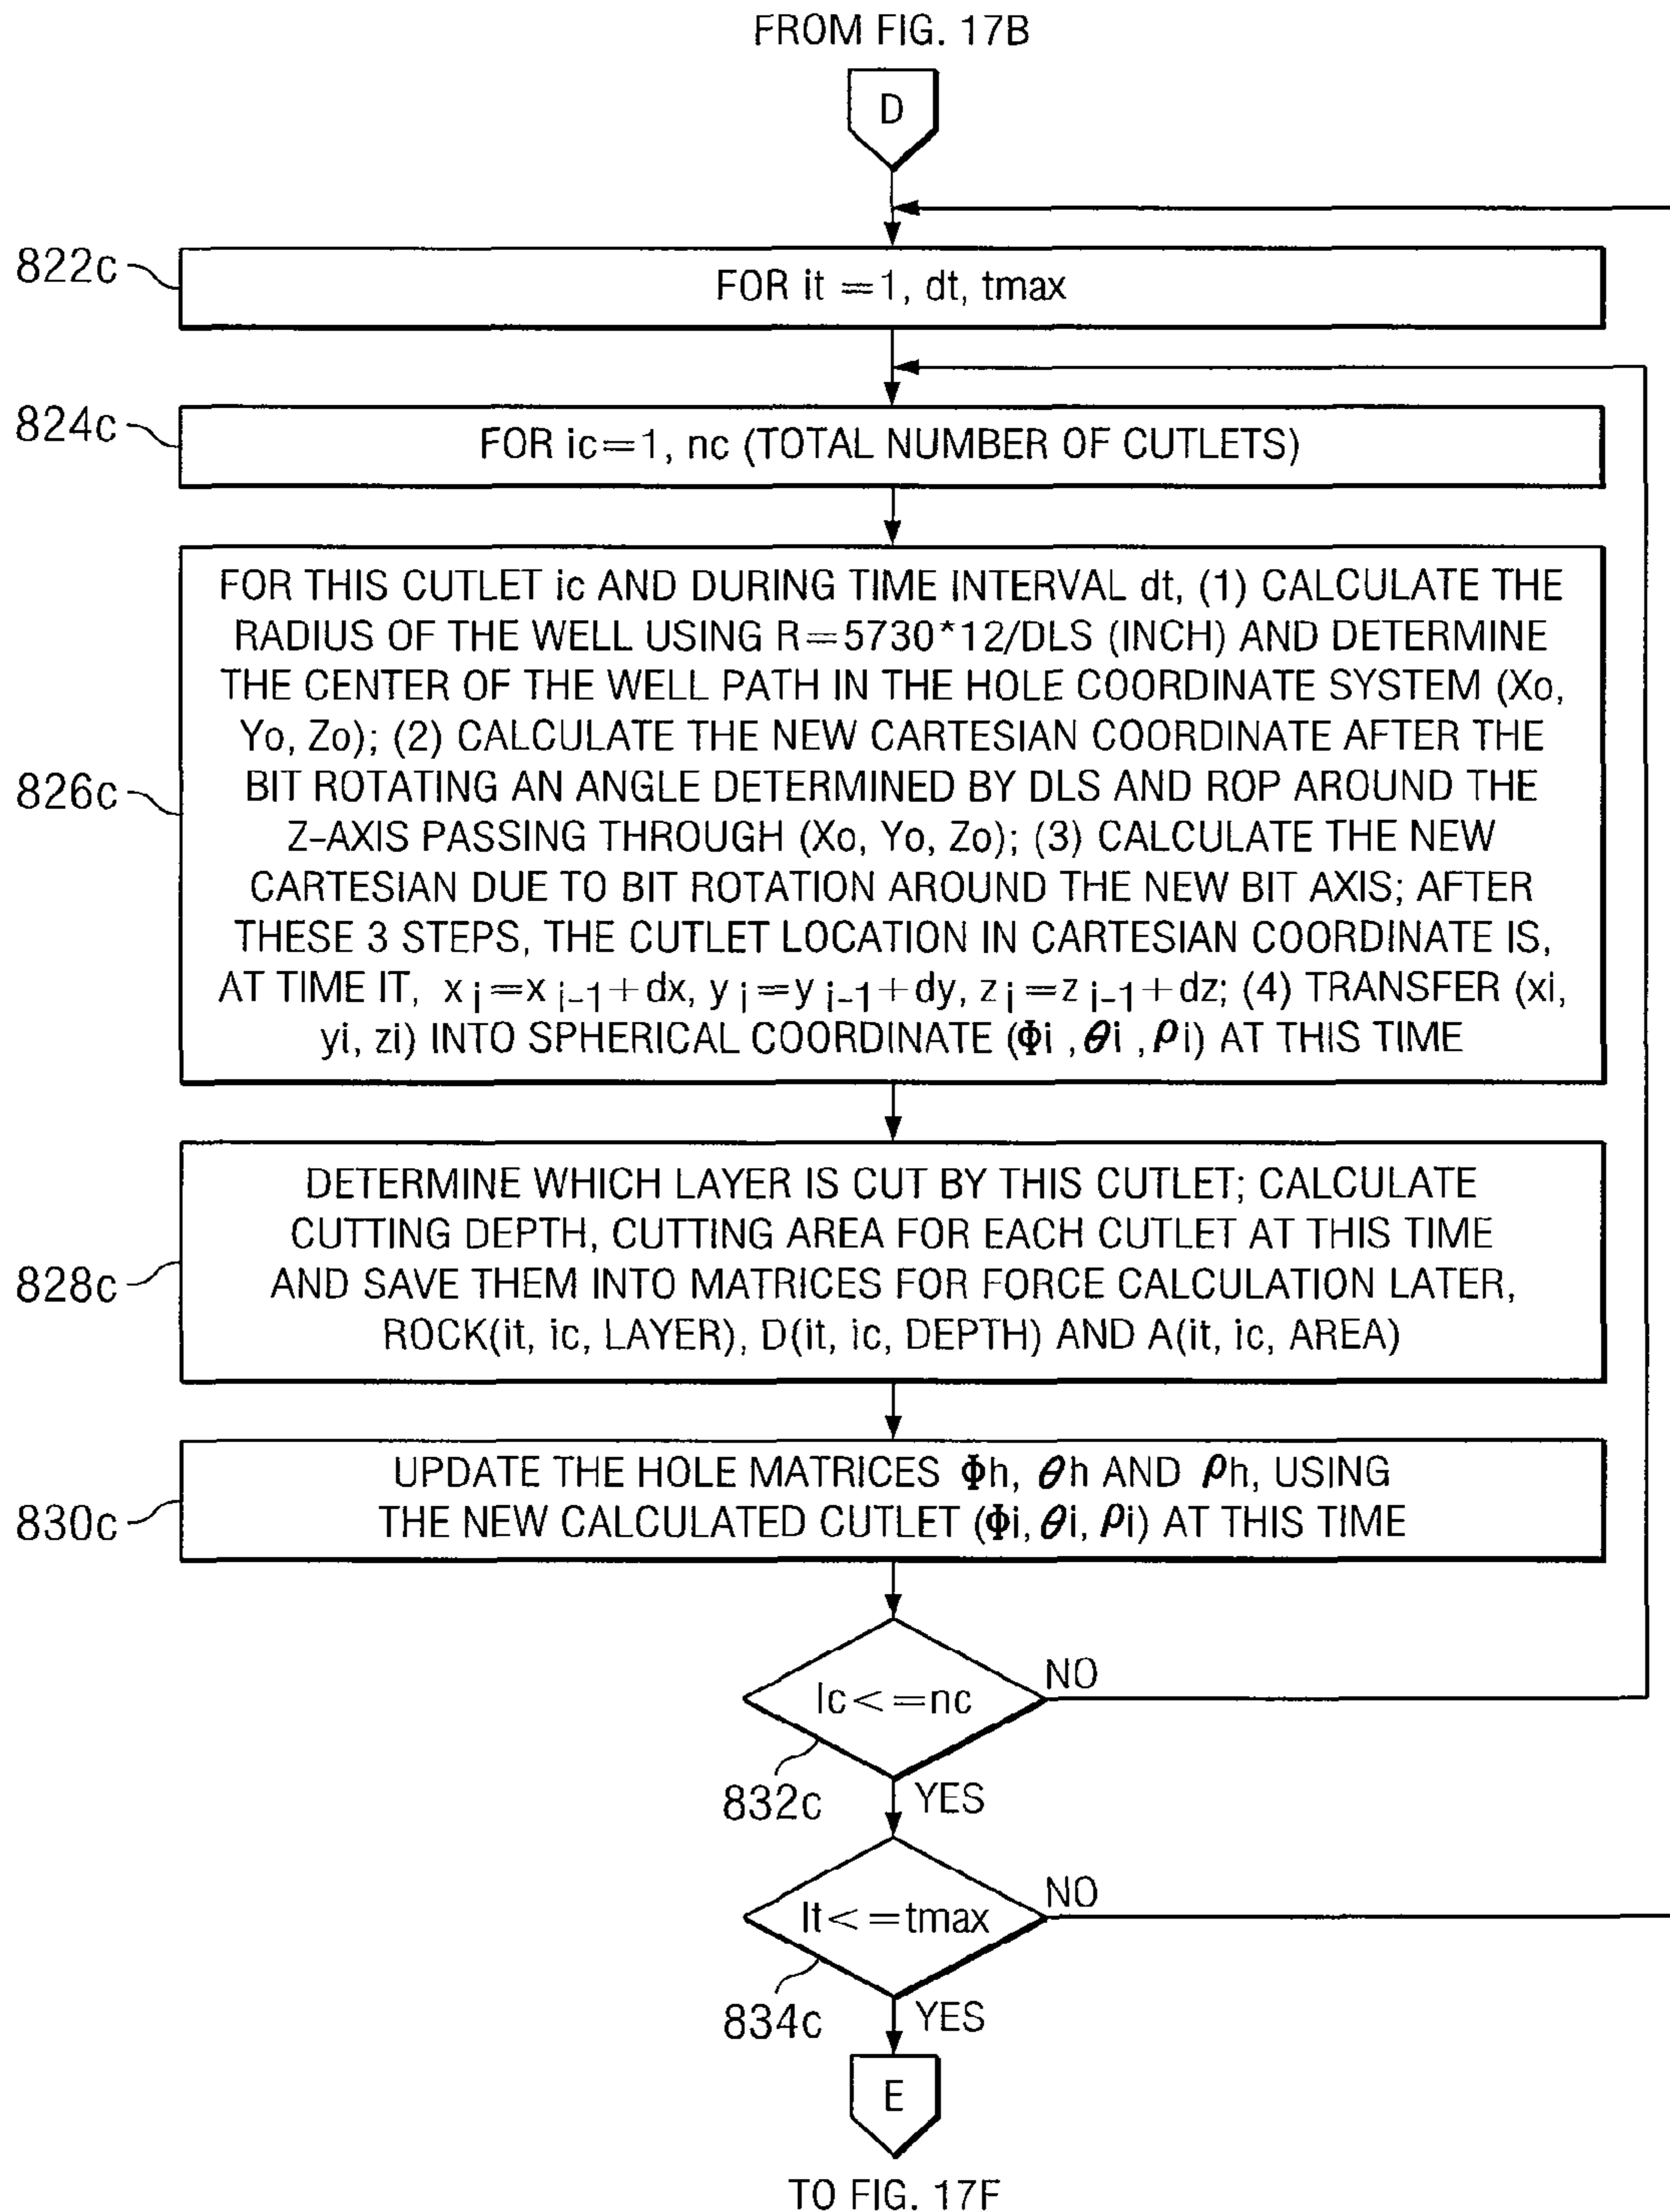 FROM FIG. 17B
D
822c
FOR it =1, dt, tmax
824c
FOR ic=1, nc (TOTAL NUMBER OF CUTLETS)
826c
FOR THIS CUTLET ic AND DURING TIME INTERVAL dt, (1) CALCULATE THE
RADIUS OF THE WELL USING R=5730*12/DLS (INCH) AND DETERMINE
THE CENTER OF THE WELL PATH IN THE HOLE COORDINATE SYSTEM (Xo,
Yo, Zo); (2) CALCULATE THE NEW CARTESIAN COORDINATE AFTER THE
BIT ROTATING AN ANGLE DETERMINED BY DLS AND ROP AROUND THE
Z-AXIS PASSING THROUGH (Xo, Yo, Zo); (3) CALCULATE THE NEW
CARTESIAN DUE TO BIT ROTATION AROUND THE NEW BIT AXIS; AFTER
THESE 3 STEPS, THE CUTLET LOCATION IN CARTESIAN COORDINATE IS,
AT TIME IT, x i=x i-1+dx, y i=y i-1+dy, z i=z i-1+dz; (4) TRANSFER (xi,
yi, zi) INTO SPHERICAL COORDINATE (Φi ,θi ,ρi) AT THIS TIME
828c
DETERMINE WHICH LAYER IS CUT BY THIS CUTLET; CALCULATE
CUTTING DEPTH, CUTTING AREA FOR EACH CUTLET AT THIS TIME
AND SAVE THEM INTO MATRICES FOR FORCE CALCULATION LATER,
ROCK(it, ic, LAYER), D(it, ic, DEPTH) AND A(it, ic, AREA)
830c
UPDATE THE HOLE MATRICES Φh, θh AND ρh, USING
THE NEW CALCULATED CUTLET (Φi, θi, ρi) AT THIS TIME
Ic<=nc
NO
832c
YES
It<=tmax
NO
834c
YES
E
TO FIG. 17F